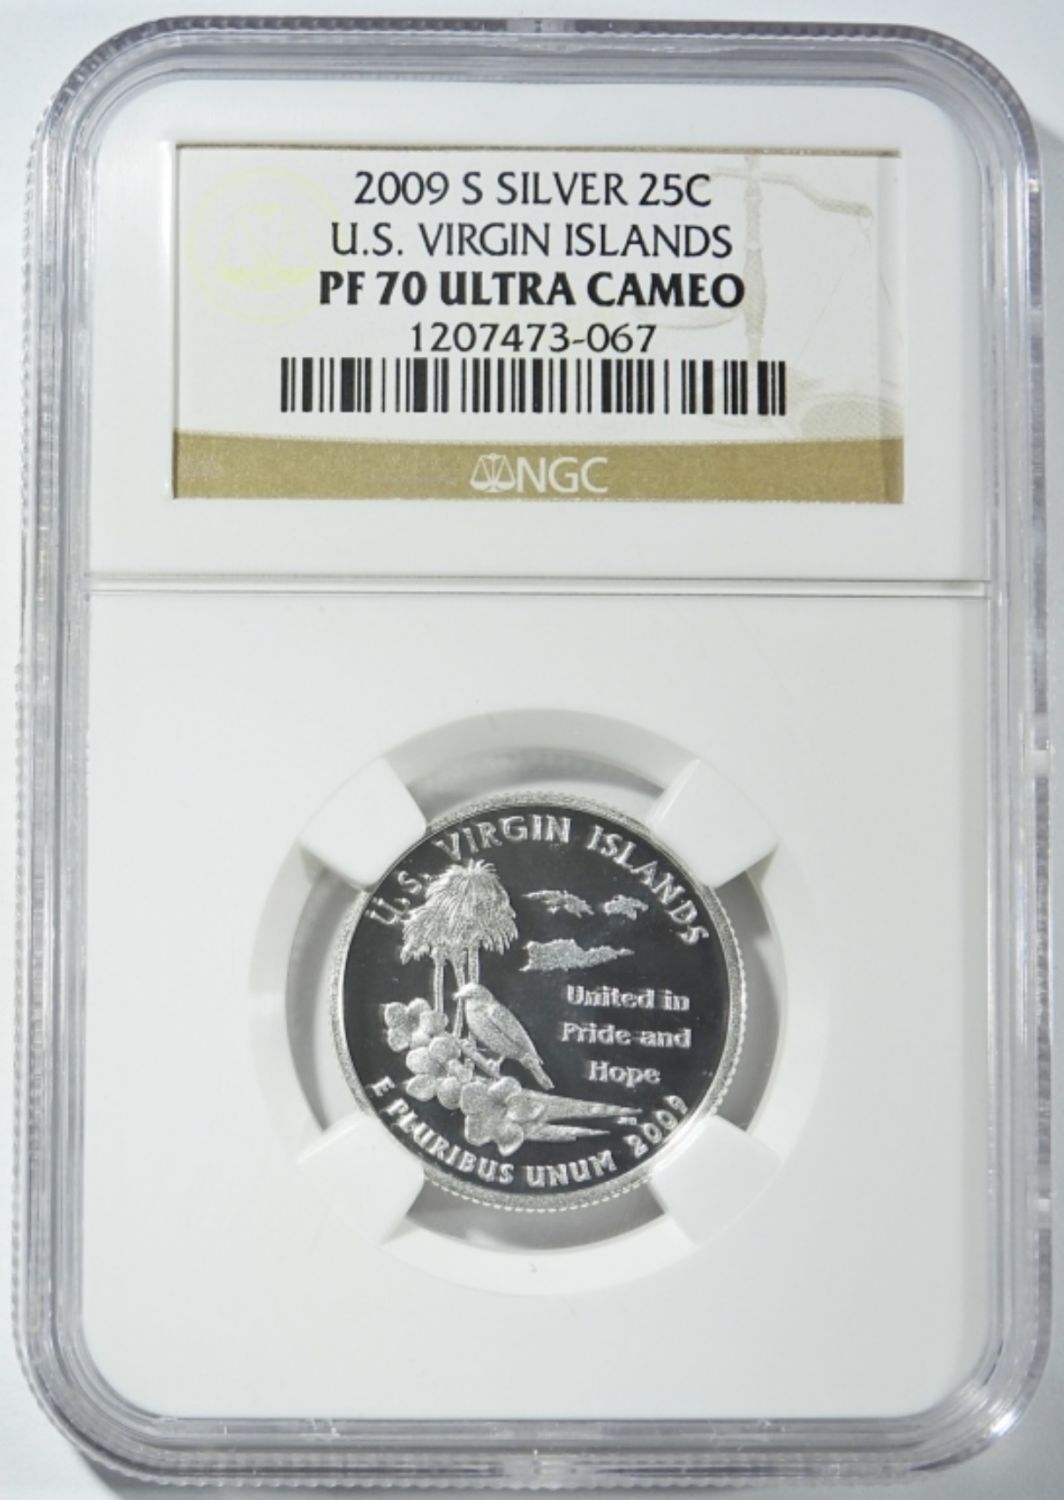 2009 S SILVER 25C
U.S. VIRGIN ISLANDS
PF 70 ULTRA CAMEO
1207473-067
NGC
U.S. VIRGIN ISLANDS
United in
Pride and
Hope
E PLURIBUS UNUM 2009